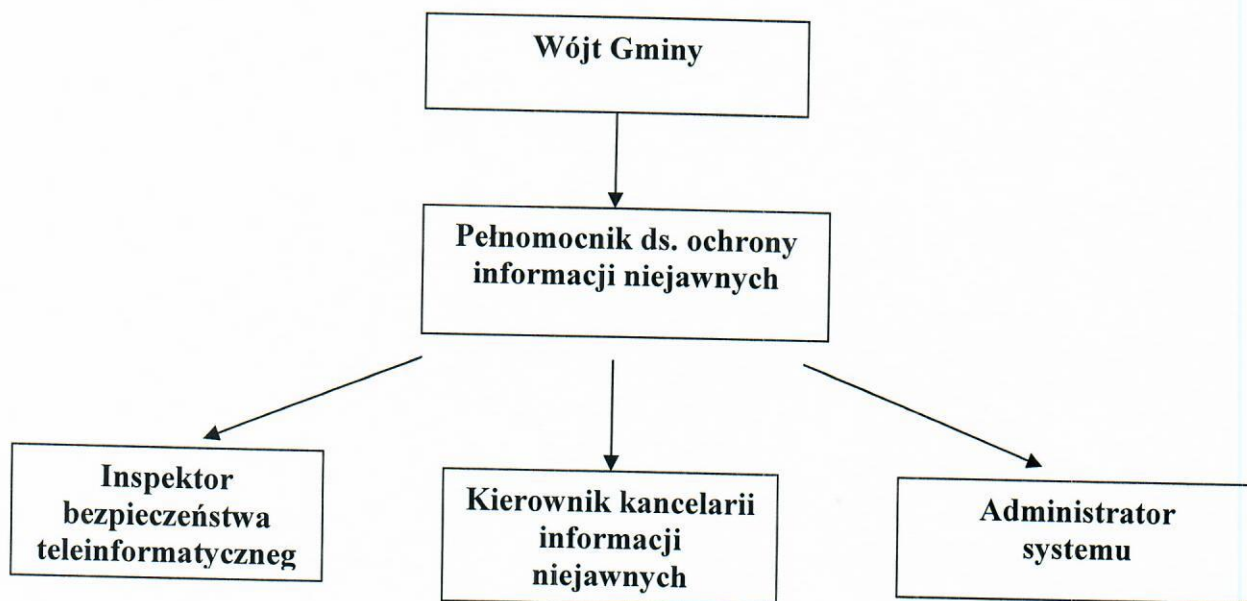 Wójt Gminy
Pełnomocnik ds. ochrony
informacji niejawnych
Inspektor
bezpieczeństwa
teleinformatyczneg
Kierownik kancelarii
informacji
niejawnych
Administrator
systemu